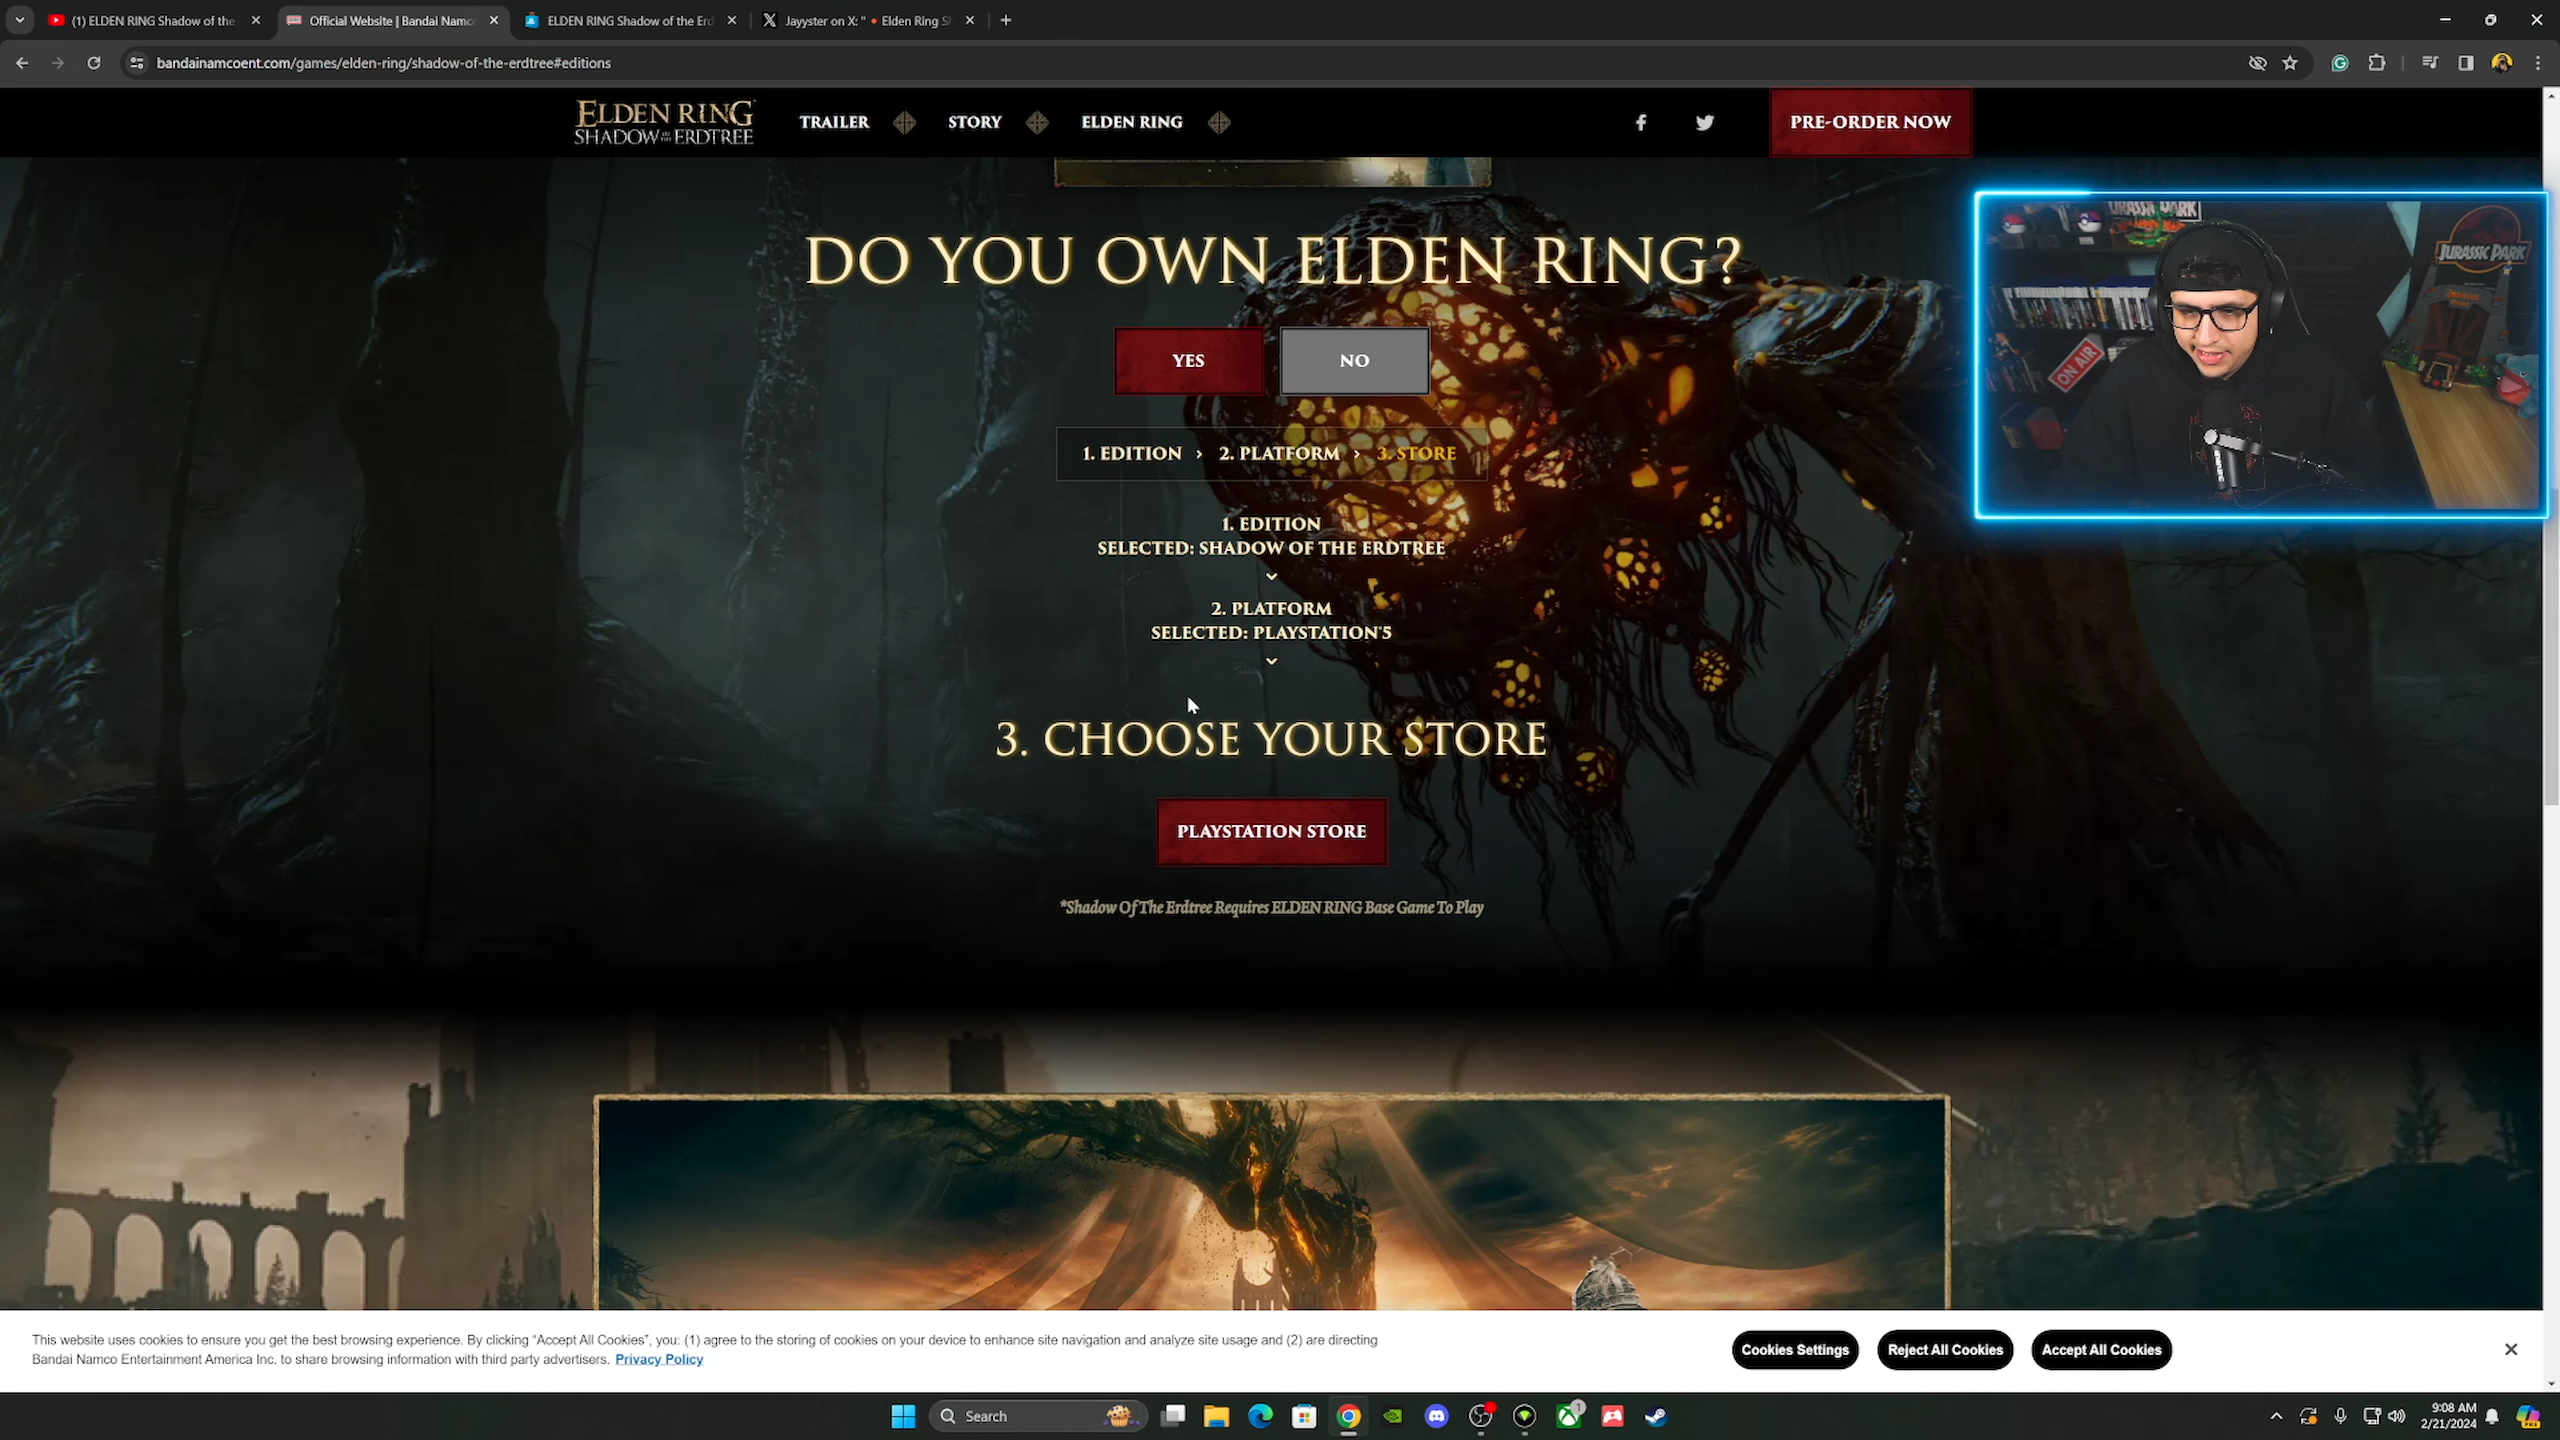 (1) ELDEN RING Shadow of the
Official Website | Bandai Namc
ELDEN RING Shadow of the Erd
Jayyster on X: "🔸Elden Ring S
bandainamcoent.com/games/elden-ring/shadow-of-the-erdtree#editions
ELDEN RING
SHADOW OF THE ERDTREE
TRAILER
STORY
ELDEN RING
PRE-ORDER NOW
DO YOU OWN ELDEN RING?
YES
NO
1. EDITION › 2. PLATFORM › 3. STORE
1. EDITION
SELECTED: SHADOW OF THE ERDTREE
2. PLATFORM
SELECTED: PLAYSTATION®5
3. CHOOSE YOUR STORE
PLAYSTATION STORE
*Shadow Of The Erdtree Requires ELDEN RING Base Game To Play
JURASSIC PARK
JURASSIC PARK
ON AIR
This website uses cookies to ensure you get the best browsing experience. By clicking “Accept All Cookies”, you: (1) agree to the storing of cookies on your device to enhance site navigation and analyze site usage and (2) are directing
Bandai Namco Entertainment America Inc. to share browsing information with third party advertisers. Privacy Policy
Cookies Settings
Reject All Cookies
Accept All Cookies
Search
1
9:08 AM
2/21/2024